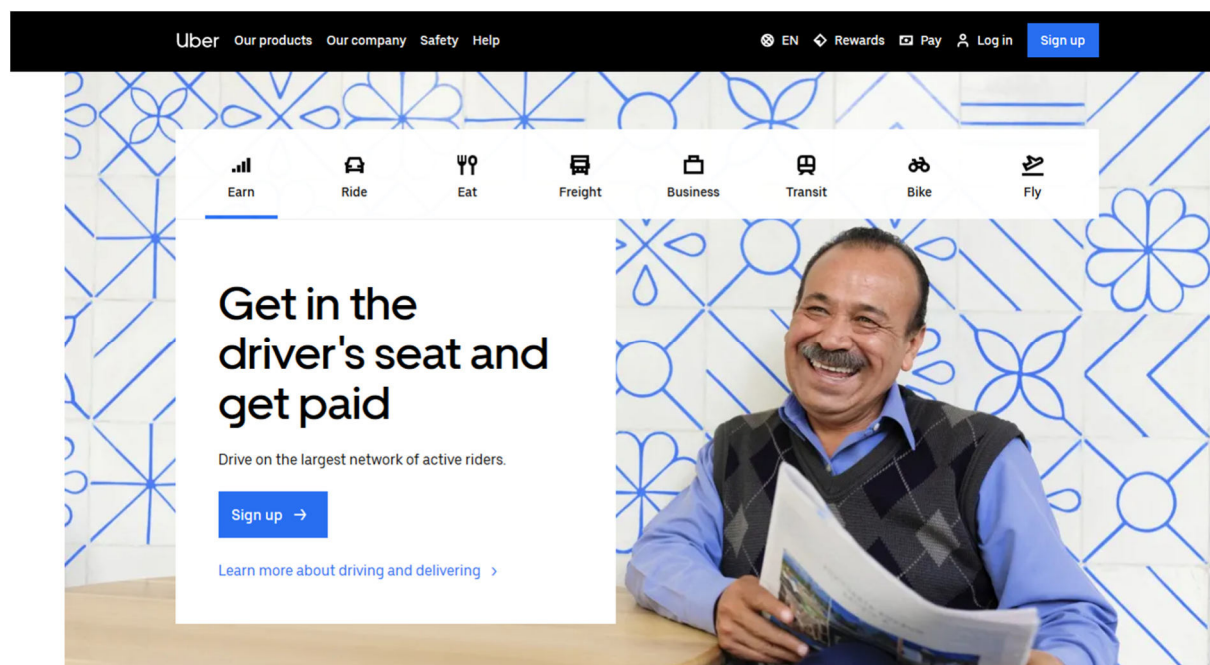 Uber Our products Our company Safety Help EN Rewards Pay Log in Sign up
Earn Ride Eat Freight Business Transit Bike Fly
Get in the
driver's seat and
get paid
Drive on the largest network of active riders.
Sign up
Learn more about driving and delivering